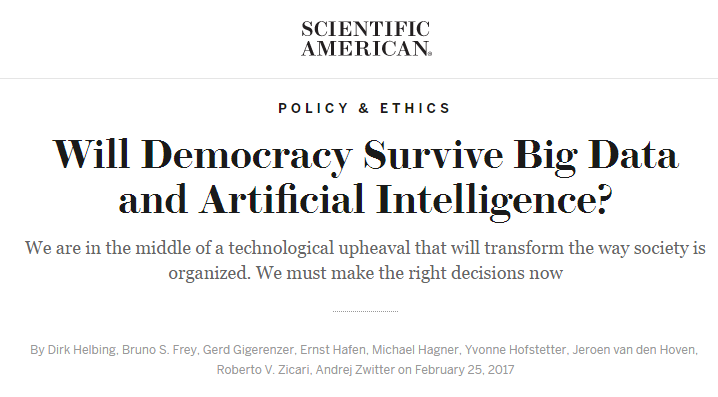 SCIENTIFIC
AMERICAN®
POLICY & ETHICS
Will Democracy Survive Big Data
and Artificial Intelligence?
We are in the middle of a technological upheaval that will transform the way society is
organized. We must make the right decisions now
By Dirk Helbing, Bruno S. Frey, Gerd Gigerenzer, Ernst Hafen, Michael Hagner, Yvonne Hofstetter, Jeroen van den Hoven,
Roberto V. Zicari, Andrej Zwitter on February 25, 2017